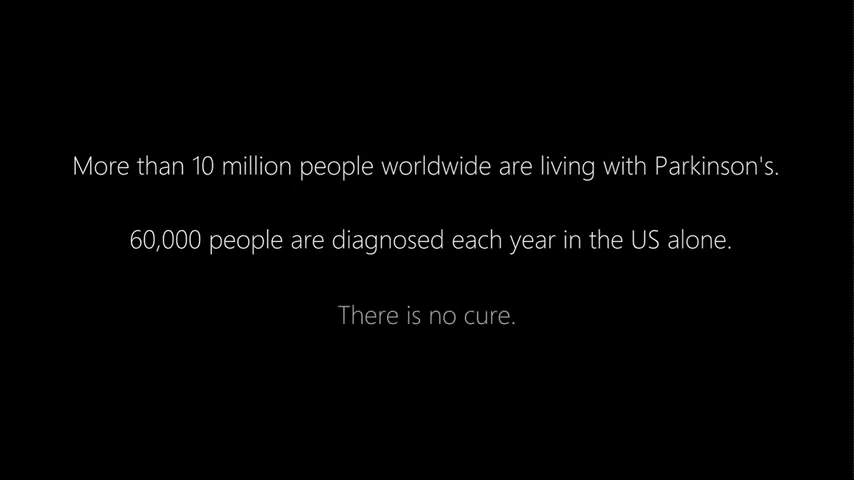 More than 10 million people worldwide are living with Parkinson's.
60,000 people are diagnosed each year in the US alone.
There is no cure.